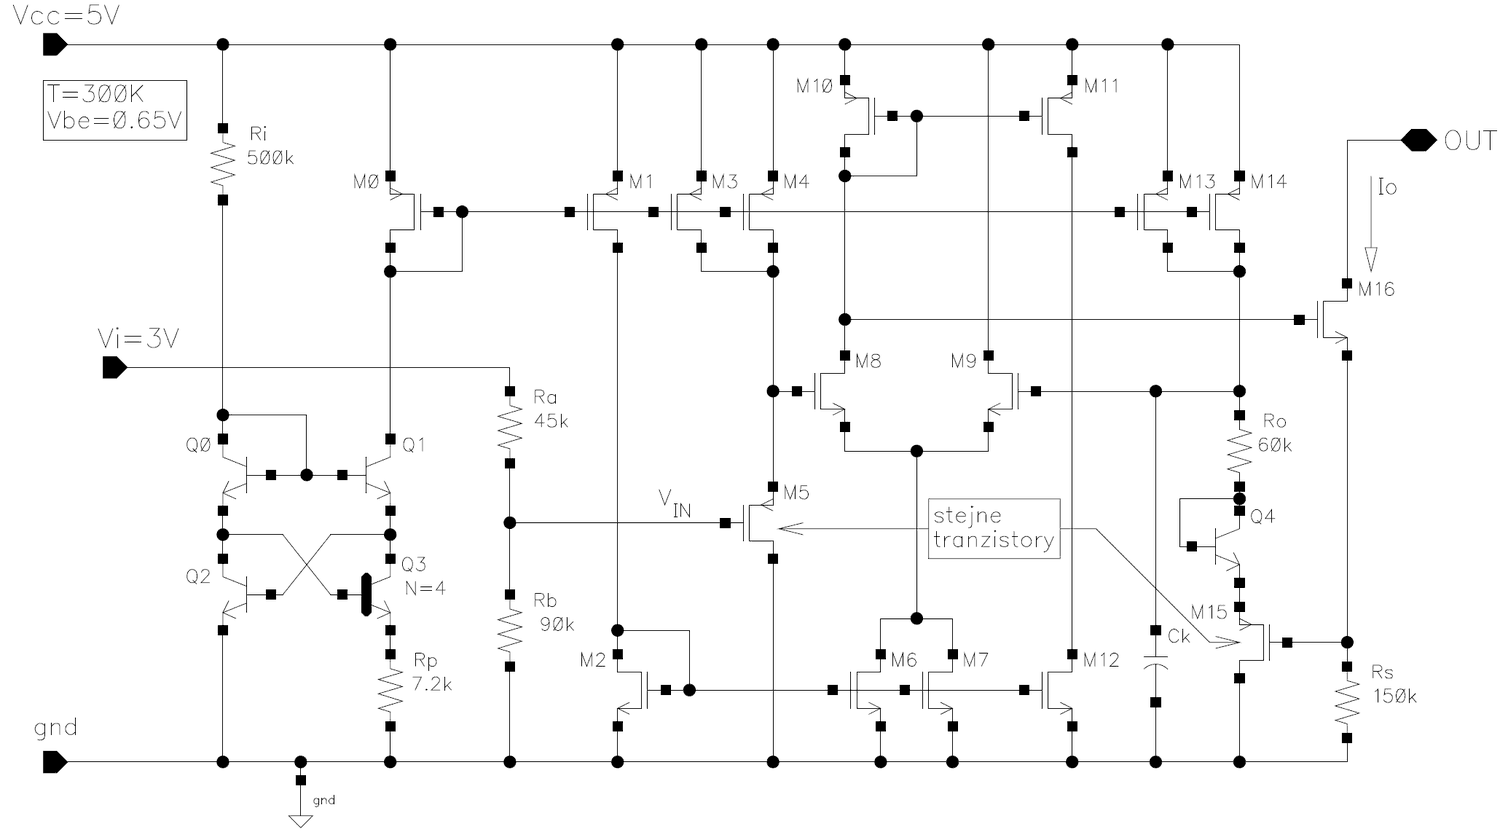 Vcc=5V
T=300K
Vbe=0.65V
Ri
500k
M0
M1
M3
M4
M10
M11
M13
M14
OUT
Io
M16
Vi=3V
Ra
45k
M8
M9
Ro
60k
Q0
Q1
VIN
M5
stejne
tranzistory
Q4
Q2
Q3
N=4
Rb
90k
M15
Ck
Rp
7.2k
M2
M6
M7
M12
Rs
150k
gnd
gnd